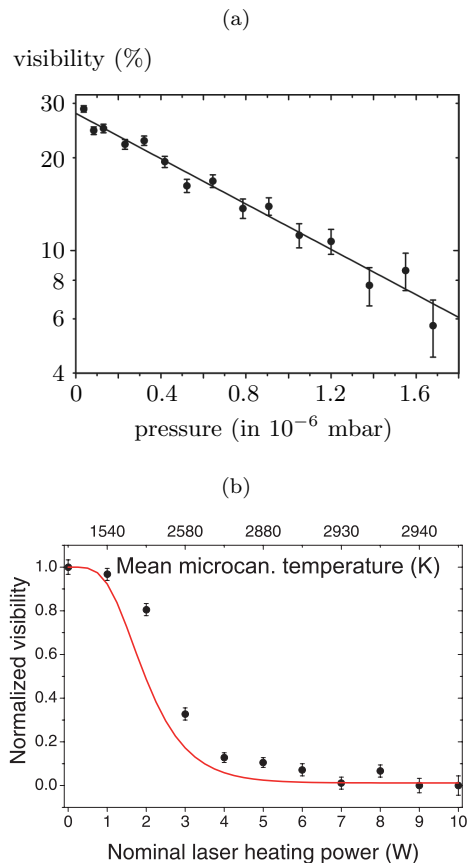 (a)
visibility (%)
30
20
10
8
6
4
0 0.4 0.8 1.2 1.6
pressure (in 10⁻⁶ mbar)
(b)
1540 2580 2880 2930 2940
Mean microcan. temperature (K)
Normalized visibility
1.0
0.8
0.6
0.4
0.2
0.0
0 1 2 3 4 5 6 7 8 9 10
Nominal laser heating power (W)